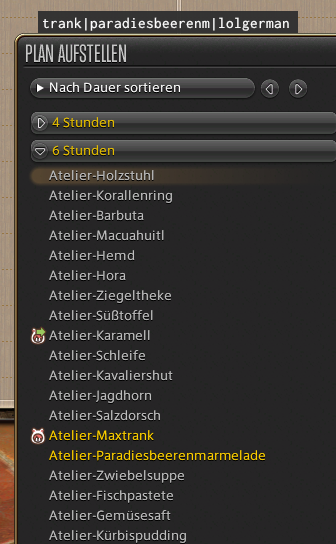 trank|paradiesbeerenm|lolgerman
PLAN AUFSTELLEN
Nach Dauer sortieren
4 Stunden
6 Stunden
Atelier-Holzstuhl
Atelier-Korallenring
Atelier-Barbuta
Atelier-Macuahuitl
Atelier-Hemd
Atelier-Hora
Atelier-Ziegeltheke
Atelier-Süßtoffel
Atelier-Karamell
Atelier-Schleife
Atelier-Kavaliershut
Atelier-Jagdhorn
Atelier-Salzdorsch
Atelier-Maxtrank
Atelier-Paradiesbeerenmarmelade
Atelier-Zwiebelsuppe
Atelier-Fischpastete
Atelier-Gemüsesaft
Atelier-Kürbispudding